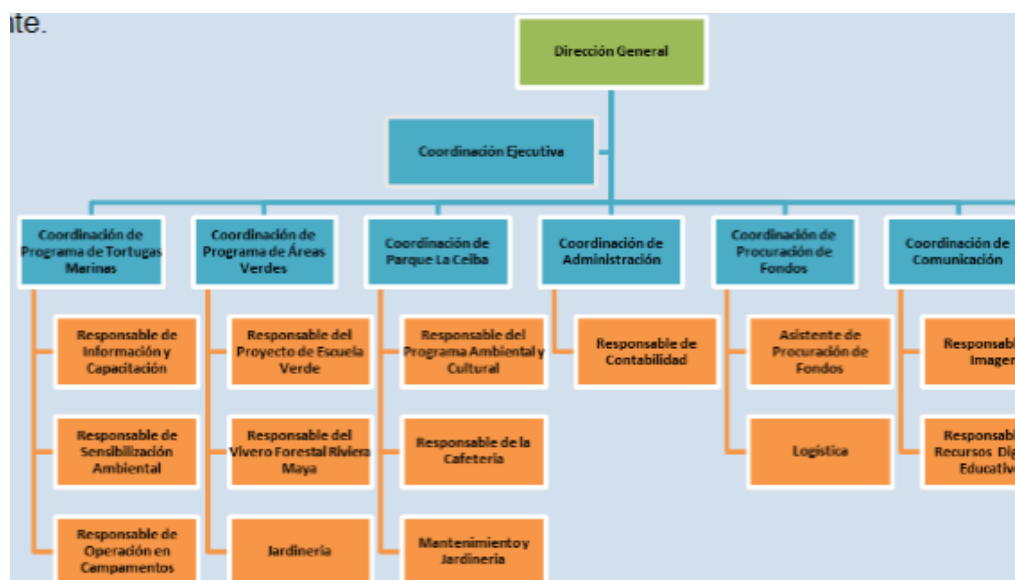 nte.
Dirección General
Coordinación Ejecutiva
Coordinación de
Programa de Tortugas
Marinas
Coordinación de
Programa de Áreas
Verdes
Coordinación de
Parque La Ceiba
Coordinación de
Administración
Coordinación de
Procuración de
Fondos
Coordinación de
Comunicación
Responsable de
Información y
Capacitación
Responsable del
Proyecto de Escuela
Verde
Responsable del
Programa Ambiental y
Cultural
Responsable de
Contabilidad
Asistente de
Procuración de
Fondos
Responsable
Imagen
Responsable de
Sensibilización
Ambiental
Responsable del
Vivero Forestal Riviera
Maya
Responsable de la
Cafetería
Logística
Responsable
Recursos
Responsable de
Operación en
Campamentos
Jardinería
Mantenimiento y
Jardinería